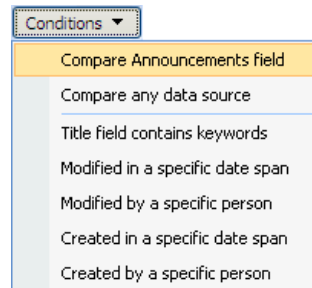 Conditions
Compare Announcements field
Compare any data source
Title field contains keywords
Modified in a specific date span
Modified by a specific person
Created in a specific date span
Created by a specific person